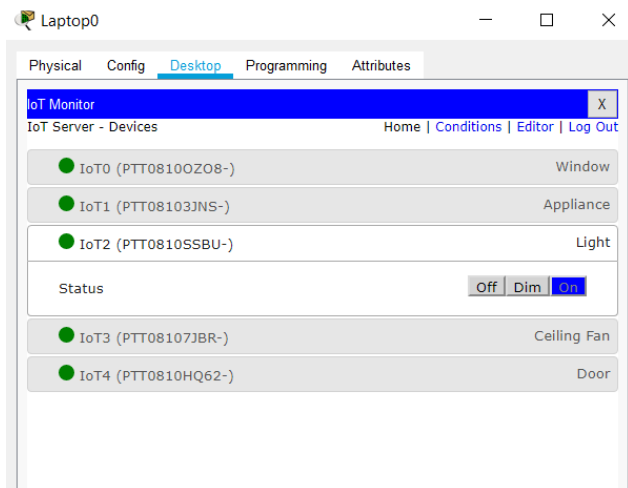 Laptop0
Physical Config Desktop Programming Attributes
IoT Monitor X
IoT Server - Devices Home | Conditions | Editor | Log Out
IoT0 (PTT0810OZO8-) Window
IoT1 (PTT08103JNS-) Appliance
IoT2 (PTT0810SSBU-) Light
Status Off Dim On
IoT3 (PTT08107JBR-) Ceiling Fan
IoT4 (PTT0810HQ62-) Door